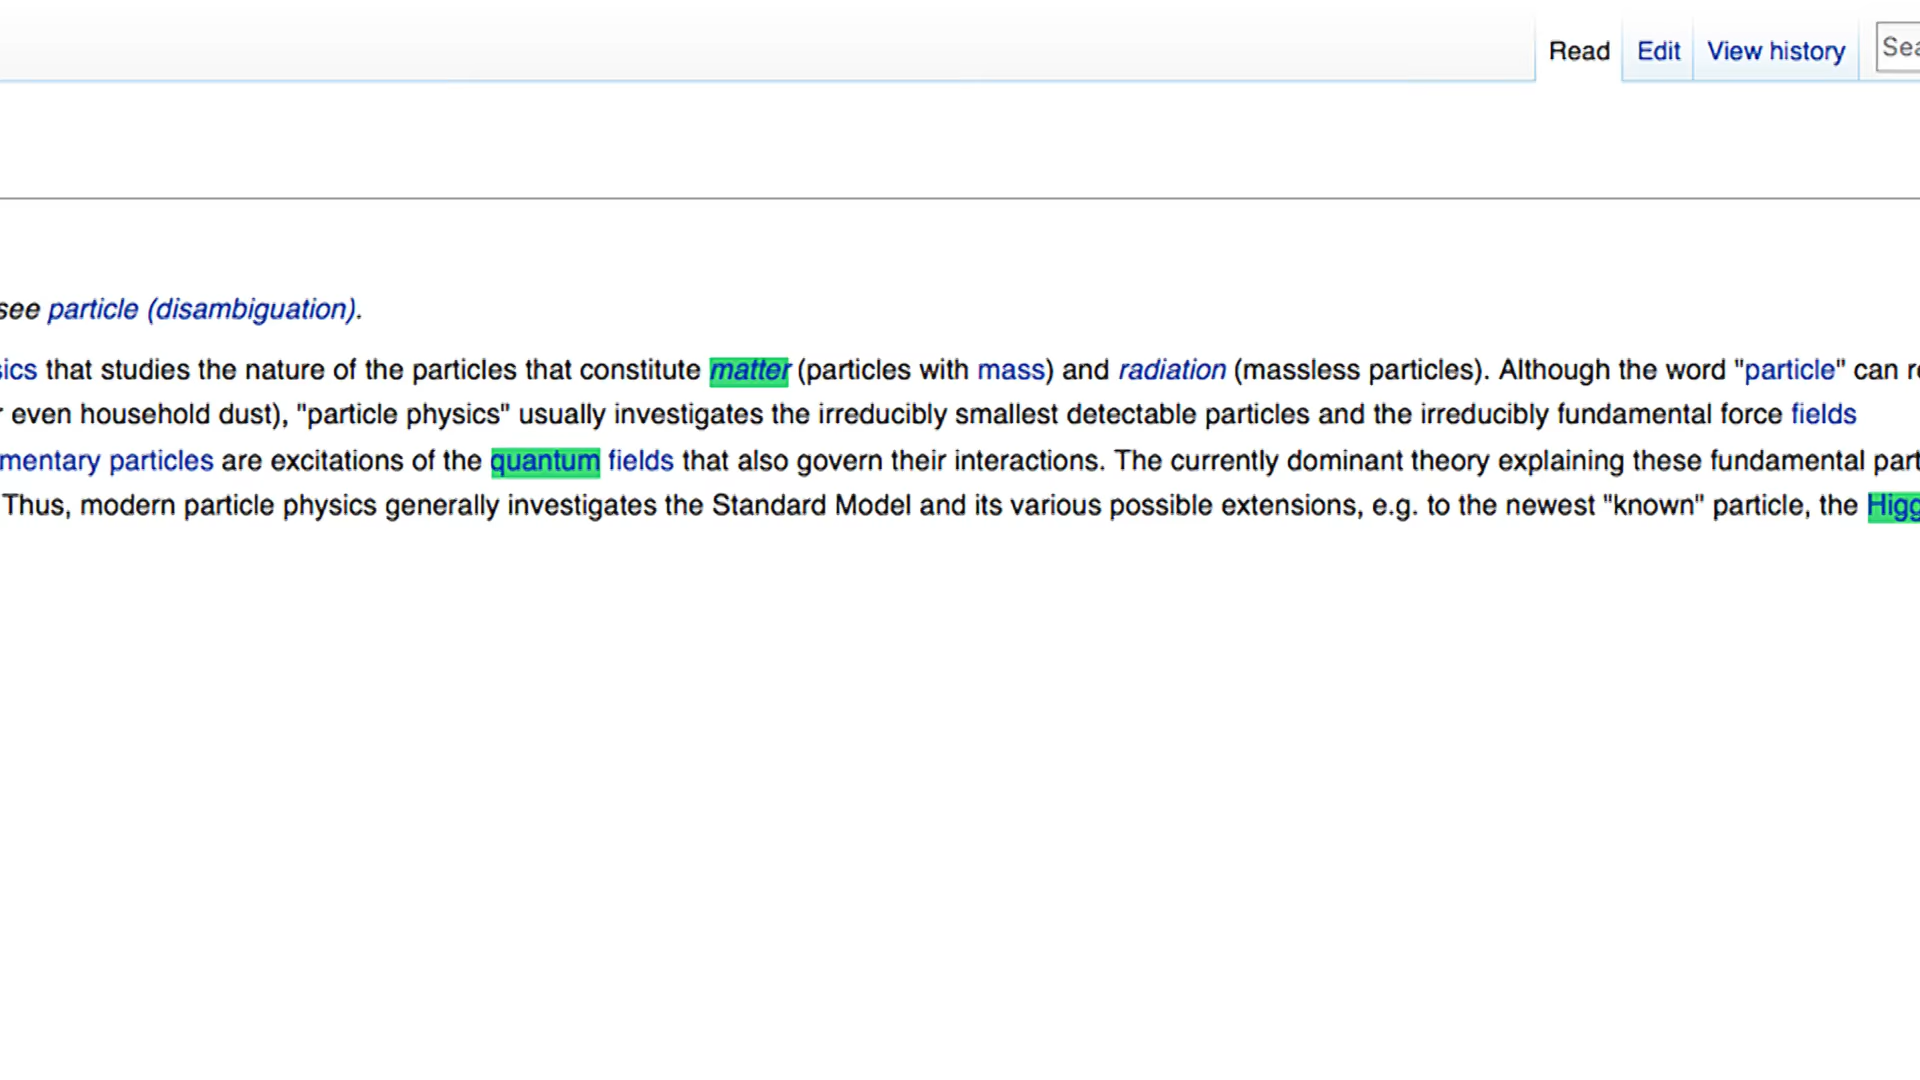 Read Edit View history
see particle (disambiguation).
that studies the nature of the particles that constitute matter (particles with mass) and radiation (massless particles). Although the word "particle" can
even household dust), "particle physics" usually investigates the irreducibly smallest detectable particles and the irreducibly fundamental force fields
particles are excitations of the quantum fields that also govern their interactions. The currently dominant theory explaining these fundamental
Thus, modern particle physics generally investigates the Standard Model and its various possible extensions, e.g. to the newest "known" particle, the